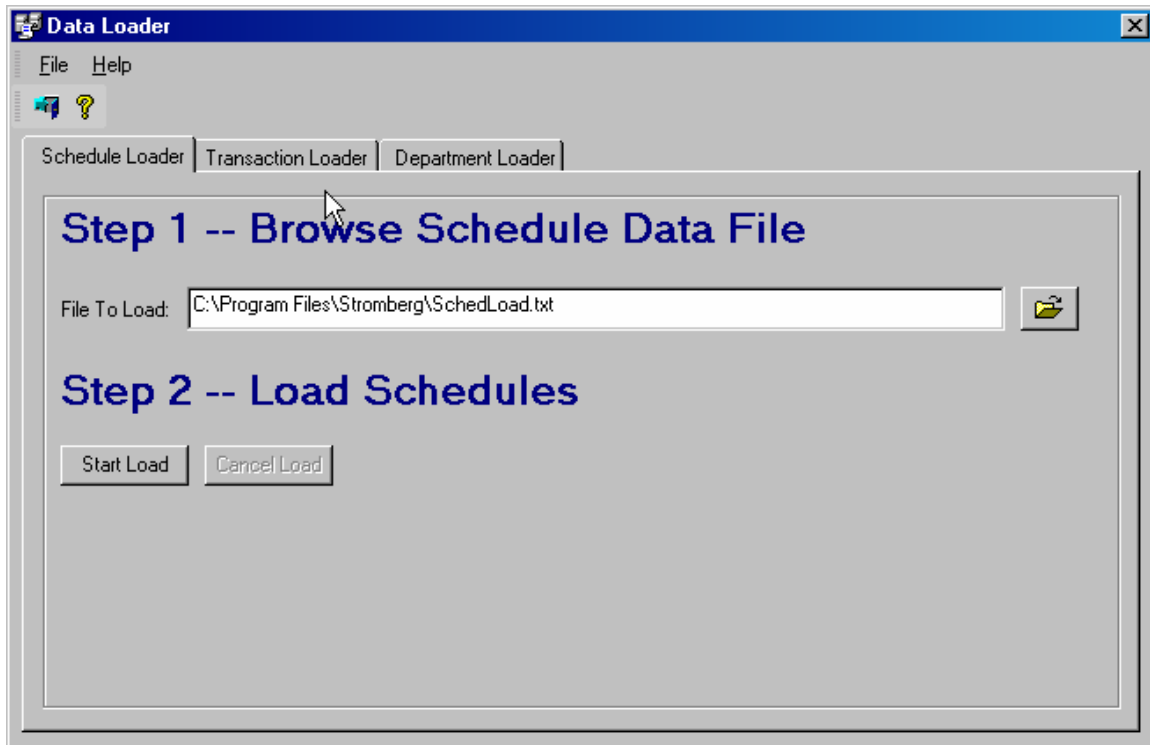 Data Loader
File Help
Schedule Loader Transaction Loader Department Loader
Step 1 -- Browse Schedule Data File
File To Load: C:\Program Files\Stromberg\SchedLoad.txt
Step 2 -- Load Schedules
Start Load Cancel Load